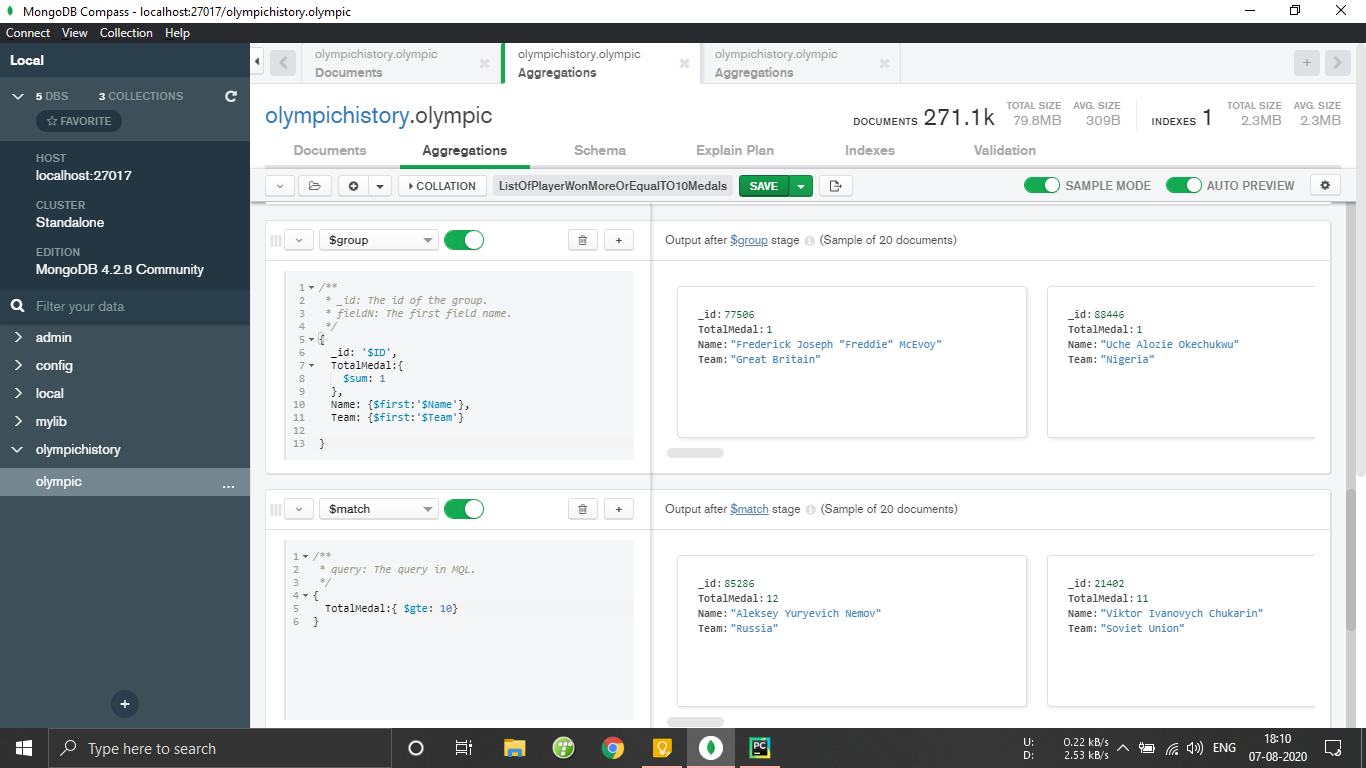 MongoDB Compass - localhost:27017/olympichistory.olympic
Connect View Collection Help
Local
5 DBS 3 COLLECTIONS
FAVORITE
HOST
localhost:27017
CLUSTER
Standalone
EDITION
MongoDB 4.2.8 Community
Filter your data
admin
config
local
mylib
olympichistory
olympic ...
olympichistory.olympic
Documents
olympichistory.olympic
Aggregations
olympichistory.olympic
Aggregations
olympichistory.olympic
DOCUMENTS 271.1k
TOTAL SIZE
79.8MB
AVG. SIZE
309B
INDEXES 1
TOTAL SIZE
2.3MB
AVG. SIZE
2.3MB
Documents Aggregations Schema Explain Plan Indexes Validation
COLLATION ListOfPlayerWonMoreOrEqualTO10Medals SAVE SAMPLE MODE AUTO PREVIEW
$group
Output after $group stage (Sample of 20 documents)
1 /**
2 * _id: The id of the group.
3 * fieldN: The first field name.
4 */
5 {
6 _id: '$ID',
7 TotalMedal:{
8 $sum: 1
9 },
10 Name: {$first:'$Name'},
11 Team: {$first:'$Team'}
12
13 }
_id: 77506
TotalMedal: 1
Name: "Frederick Joseph "Freddie" McEvoy"
Team: "Great Britain"
_id: 88446
TotalMedal: 1
Name: "Uche Alozie Okechukwu"
Team: "Nigeria"
$match
Output after $match stage (Sample of 20 documents)
1 /**
2 * query: The query in MQL.
3 */
4 {
5 TotalMedal:{ $gte: 10}
6 }
_id: 85286
TotalMedal: 12
Name: "Aleksey Yuryevich Nemov"
Team: "Russia"
_id: 21402
TotalMedal: 11
Name: "Viktor Ivanovych Chukarin"
Team: "Soviet Union"
Type here to search
PC
U: 0.22 kB/s
D: 2.53 kB/s
ENG
18:10
07-08-2020